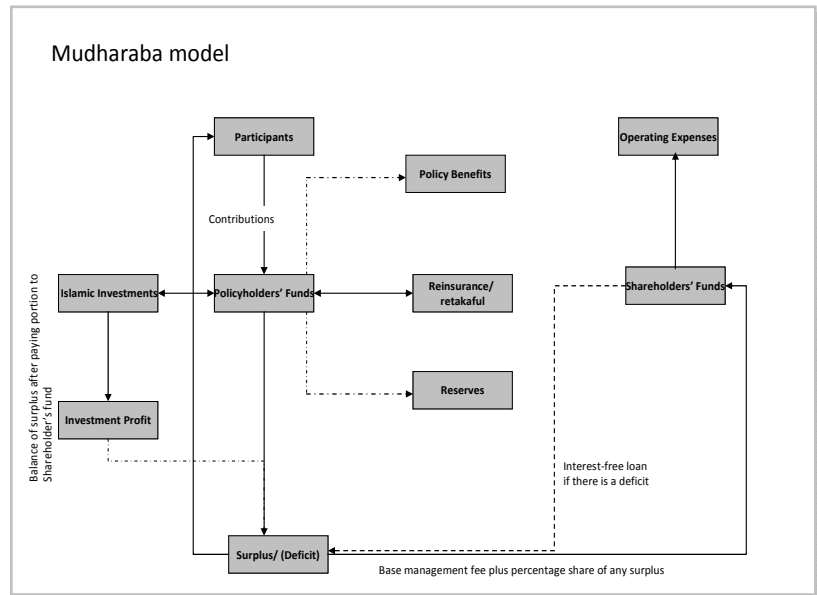 Mudharaba model
Participants
Operating Expenses
Policy Benefits
Contributions
Islamic Investments
Policyholders’ Funds
Reinsurance/
retakaful
Shareholders’ Funds
Balance of surplus after paying portion to
Shareholder’s fund
Investment Profit
Reserves
Interest-free loan
if there is a deficit
Surplus/ (Deficit)
Base management fee plus percentage share of any surplus